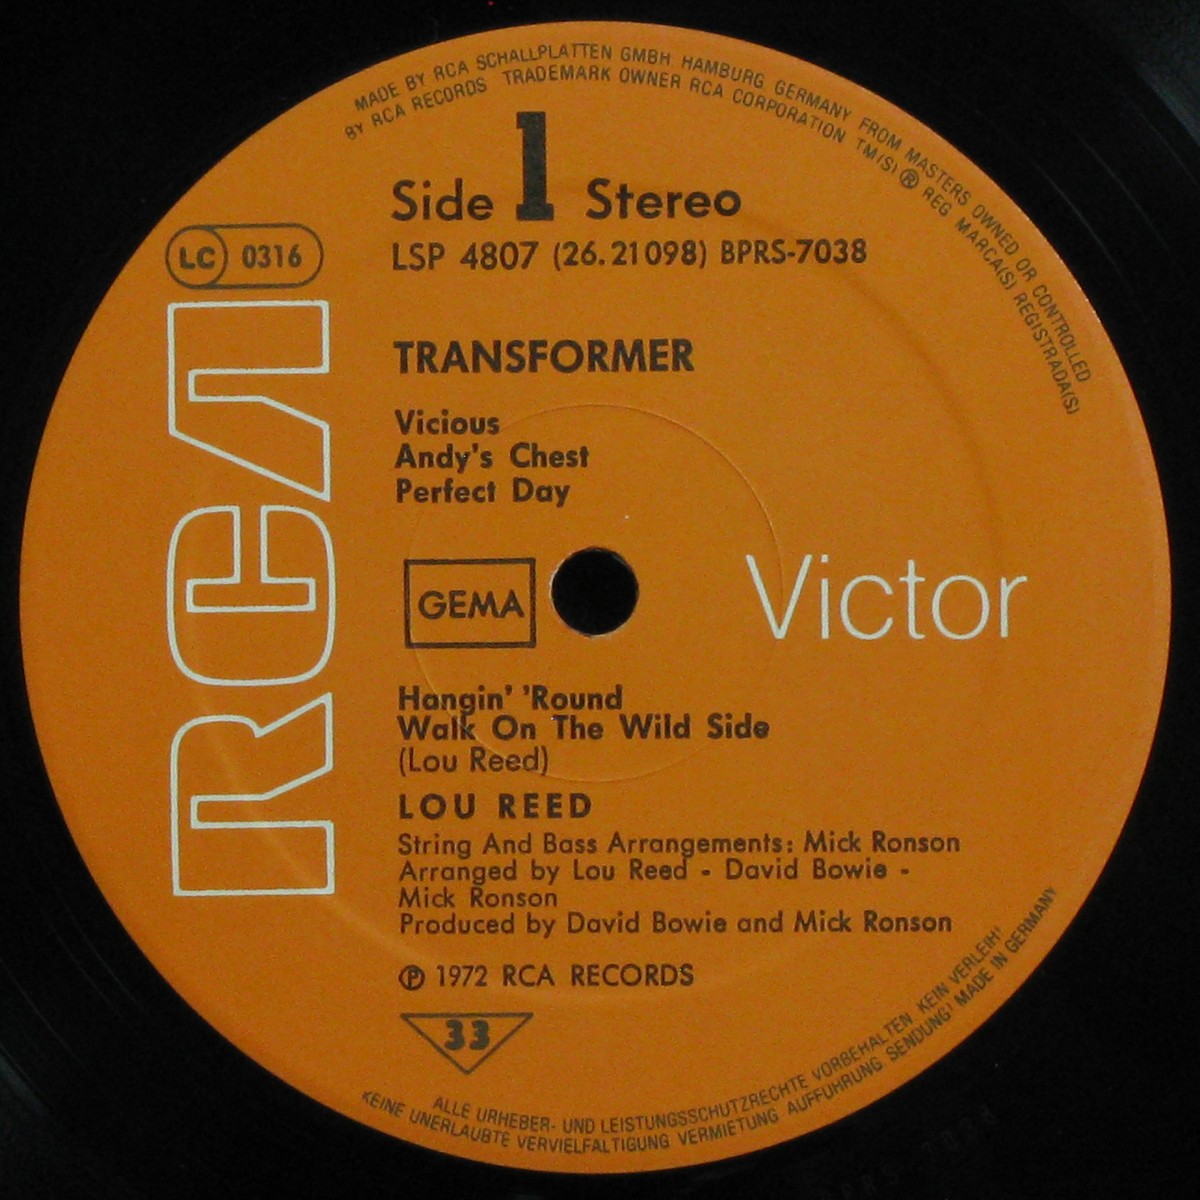 MADE BY RCA SCHALLPLATTEN GMBH HAMBURG GERMANY FROM MASTERS OWNED OR CONTROLLED
BY RCA RECORDS TRADEMARK OWNER RCA CORPORATION TM(S) ® REG MARCA(S) REGISTRADA(S)
Side 1 Stereo
LC 0316
LSP 4807 (26.21098) BPRS-7038
RCA
TRANSFORMER
Vicious
Andy's Chest
Perfect Day
GEMA
Victor
Hangin' 'Round
Walk On The Wild Side
(Lou Reed)
LOU REED
String And Bass Arrangements: Mick Ronson
Arranged by Lou Reed - David Bowie -
Mick Ronson
Produced by David Bowie and Mick Ronson
℗ 1972 RCA RECORDS
33
ALLE URHEBER- UND LEISTUNGSSCHUTZRECHTE VORBEHALTEN. KEIN VERLEIH!
KEINE UNERLAUBTE VERVIELFALTIGUNG VERMIETUNG AUFFUHRUNG SENDUNG! MADE IN GERMANY